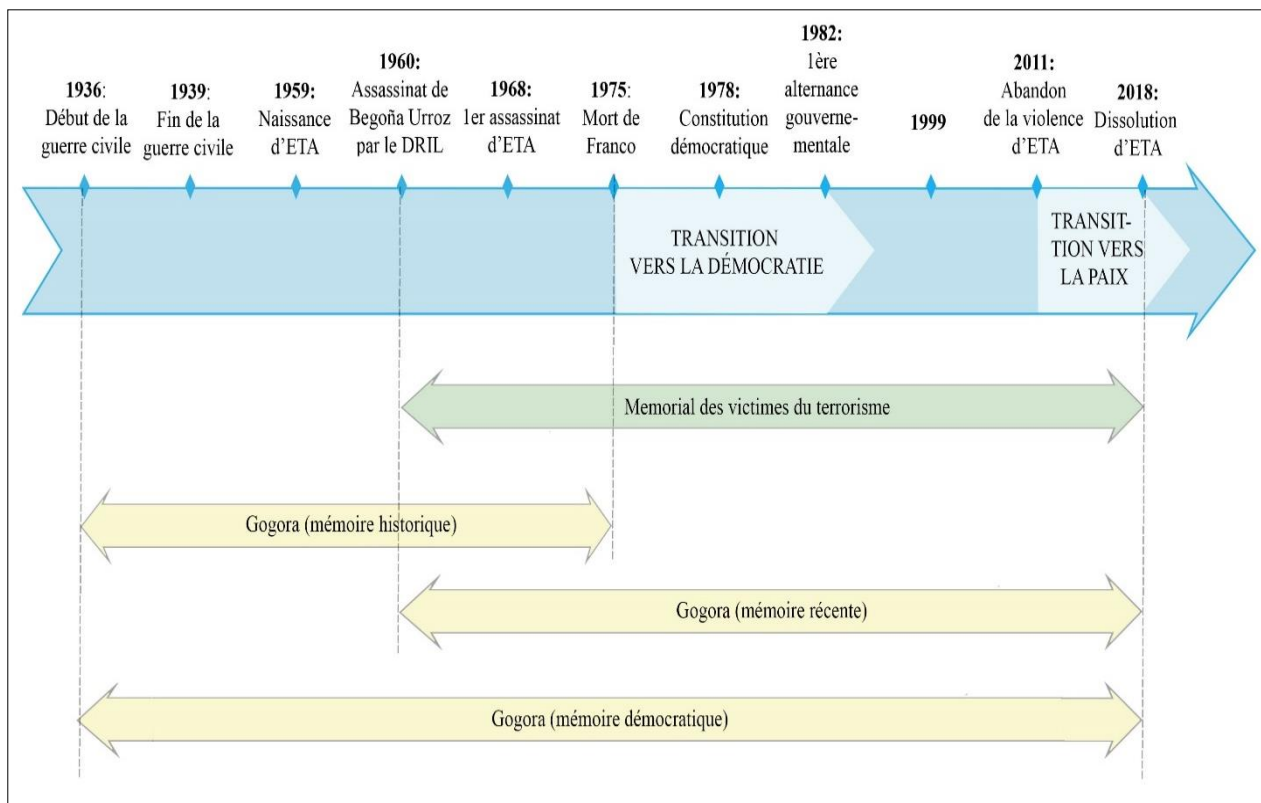 1936:
Début de la
guerre civile
1939:
Fin de la
guerre civile
1959:
Naissance
d'ETA
1960:
Assassinat de
Begoña Urroz
par le DRIL
1968:
1er assassinat
d'ETA
1975:
Mort de
Franco
1978:
Constitution
démocratique
1982:
1ère
alternance
gouverne-
mentale
1999
2011:
Abandon
de la violence
d'ETA
2018:
Dissolution
d'ETA
TRANSITION
VERS LA DÉMOCRATIE
TRANSIT-
TION VERS
LA PAIX
Memorial des victimes du terrorisme
Gogora (mémoire historique)
Gogora (mémoire récente)
Gogora (mémoire démocratique)